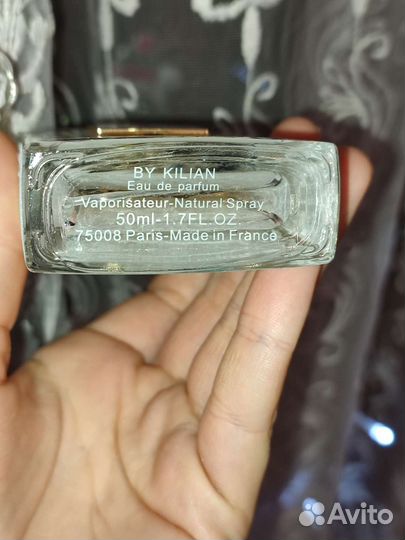 BY KILIAN
Eau de parfum
Vaporisateur-Natural Spray
50ml-1.7FL.OZ.
75008 Paris-Made in France
Avito